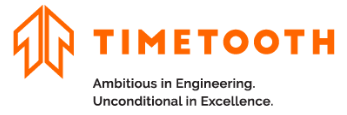 TIMETOOTH
Ambitious in Engineering.
Unconditional in Excellence.